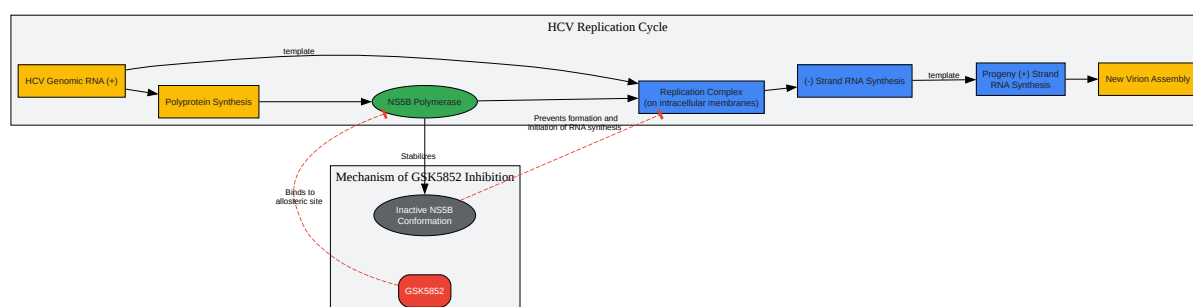 HCV Replication Cycle
template
HCV Genomic RNA (+)
Polyprotein Synthesis
NS5B Polymerase
Replication Complex
(on intracellular membranes)
(-) Strand RNA Synthesis
template
Progeny (+) Strand
RNA Synthesis
New Virion Assembly
Prevents formation and
initiation of RNA synthesis
Stabilizes
Mechanism of GSK5852 Inhibition
Binds to
allosteric site
Inactive NS5B
Conformation
GSK5852